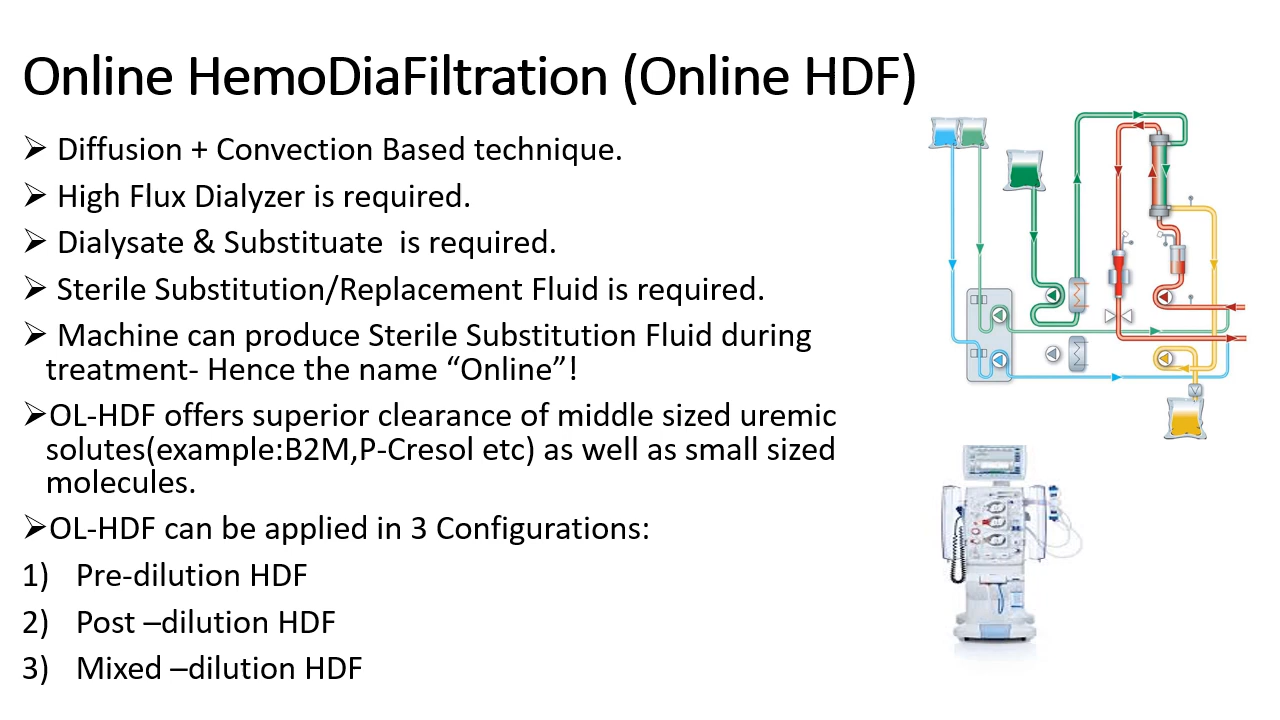 Online HemoDiaFiltration (Online HDF)
➢ Diffusion + Convection Based technique.
➢ High Flux Dialyzer is required.
➢ Dialysate & Substituate  is required.
➢ Sterile Substitution/Replacement Fluid is required.
➢ Machine can produce Sterile Substitution Fluid during
treatment- Hence the name “Online”!
➢OL-HDF offers superior clearance of middle sized uremic
solutes(example:B2M,P-Cresol etc) as well as small sized
molecules.
➢OL-HDF can be applied in 3 Configurations:
1) Pre-dilution HDF
2) Post –dilution HDF
3) Mixed –dilution HDF